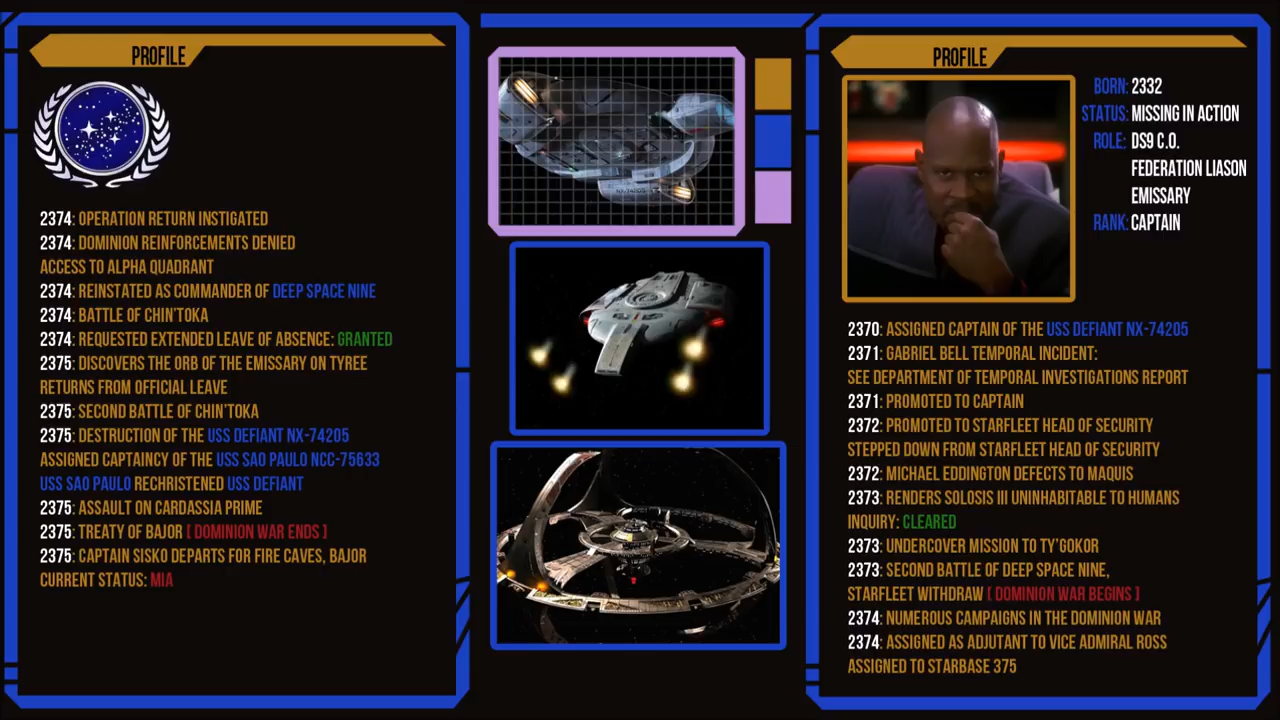 PROFILE
2374: OPERATION RETURN INSTIGATED
2374: DOMINION REINFORCEMENTS DENIED
ACCESS TO ALPHA QUADRANT
2374: REINSTATED AS COMMANDER OF DEEP SPACE NINE
2374: BATTLE OF CHIN'TOKA
2374: REQUESTED EXTENDED LEAVE OF ABSENCE: GRANTED
2375: DISCOVERS THE ORB OF THE EMISSARY ON TYREE
RETURNS FROM OFFICIAL LEAVE
2375: SECOND BATTLE OF CHIN'TOKA
2375: DESTRUCTION OF THE USS DEFIANT NX-74205
ASSIGNED CAPTAINCY OF THE USS SAO PAULO NCC-75633
USS SAO PAULO RECHRISTENED USS DEFIANT
2375: ASSAULT ON CARDASSIA PRIME
2375: TREATY OF BAJOR [ DOMINION WAR ENDS ]
2375: CAPTAIN SISKO DEPARTS FOR FIRE CAVES, BAJOR
CURRENT STATUS: MIA
NX-74205
PROFILE
BORN: 2332
STATUS: MISSING IN ACTION
ROLE: DS9 C.O.
FEDERATION LIASON
EMISSARY
RANK: CAPTAIN
2370: ASSIGNED CAPTAIN OF THE USS DEFIANT NX-74205
2371: GABRIEL BELL TEMPORAL INCIDENT:
SEE DEPARTMENT OF TEMPORAL INVESTIGATIONS REPORT
2371: PROMOTED TO CAPTAIN
2372: PROMOTED TO STARFLEET HEAD OF SECURITY
STEPPED DOWN FROM STARFLEET HEAD OF SECURITY
2372: MICHAEL EDDINGTON DEFECTS TO MAQUIS
2373: RENDERS SOLOSIS III UNINHABITABLE TO HUMANS
INQUIRY: CLEARED
2373: UNDERCOVER MISSION TO TY'GOKOR
2373: SECOND BATTLE OF DEEP SPACE NINE,
STARFLEET WITHDRAW [ DOMINION WAR BEGINS ]
2374: NUMEROUS CAMPAIGNS IN THE DOMINION WAR
2374: ASSIGNED AS ADJUTANT TO VICE ADMIRAL ROSS
ASSIGNED TO STARBASE 375